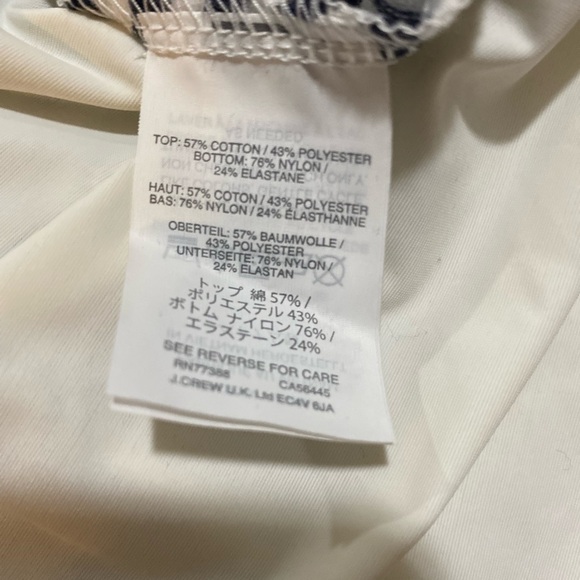 TOP: 57% COTTON / 43% POLYESTER
BOTTOM: 76% NYLON /
24% ELASTANE
HAUT: 57% COTON / 43% POLYESTER
BAS: 76% NYLON / 24% ÉLASTHANNE
OBERTEIL: 57% BAUMWOLLE /
43% POLYESTER
UNTERSEITE: 76% NYLON /
24% ELASTAN
トップ 綿 57% /
ポリエステル 43%
ボトム ナイロン 76% /
エラステーン 24%
SEE REVERSE FOR CARE
RN77388 CA56445
J.CREW U.K. Ltd EC4V 6JA